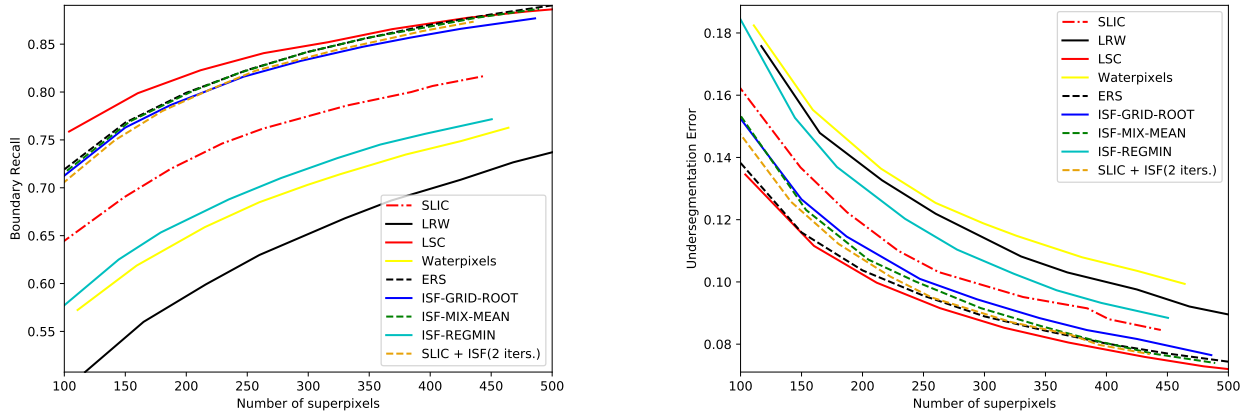 0.85
0.80
0.75
0.70
0.65
0.60
0.55
Boundary Recall
100 150 200 250 300 350 400 450 500
Number of superpixels
SLIC
LRW
LSC
Waterpixels
ERS
ISF-GRID-ROOT
ISF-MIX-MEAN
ISF-REGMIN
SLIC + ISF(2 iters.)
0.18
0.16
0.14
0.12
0.10
0.08
Undersegmentation Error
100 150 200 250 300 350 400 450 500
Number of superpixels
SLIC
LRW
LSC
Waterpixels
ERS
ISF-GRID-ROOT
ISF-MIX-MEAN
ISF-REGMIN
SLIC + ISF(2 iters.)